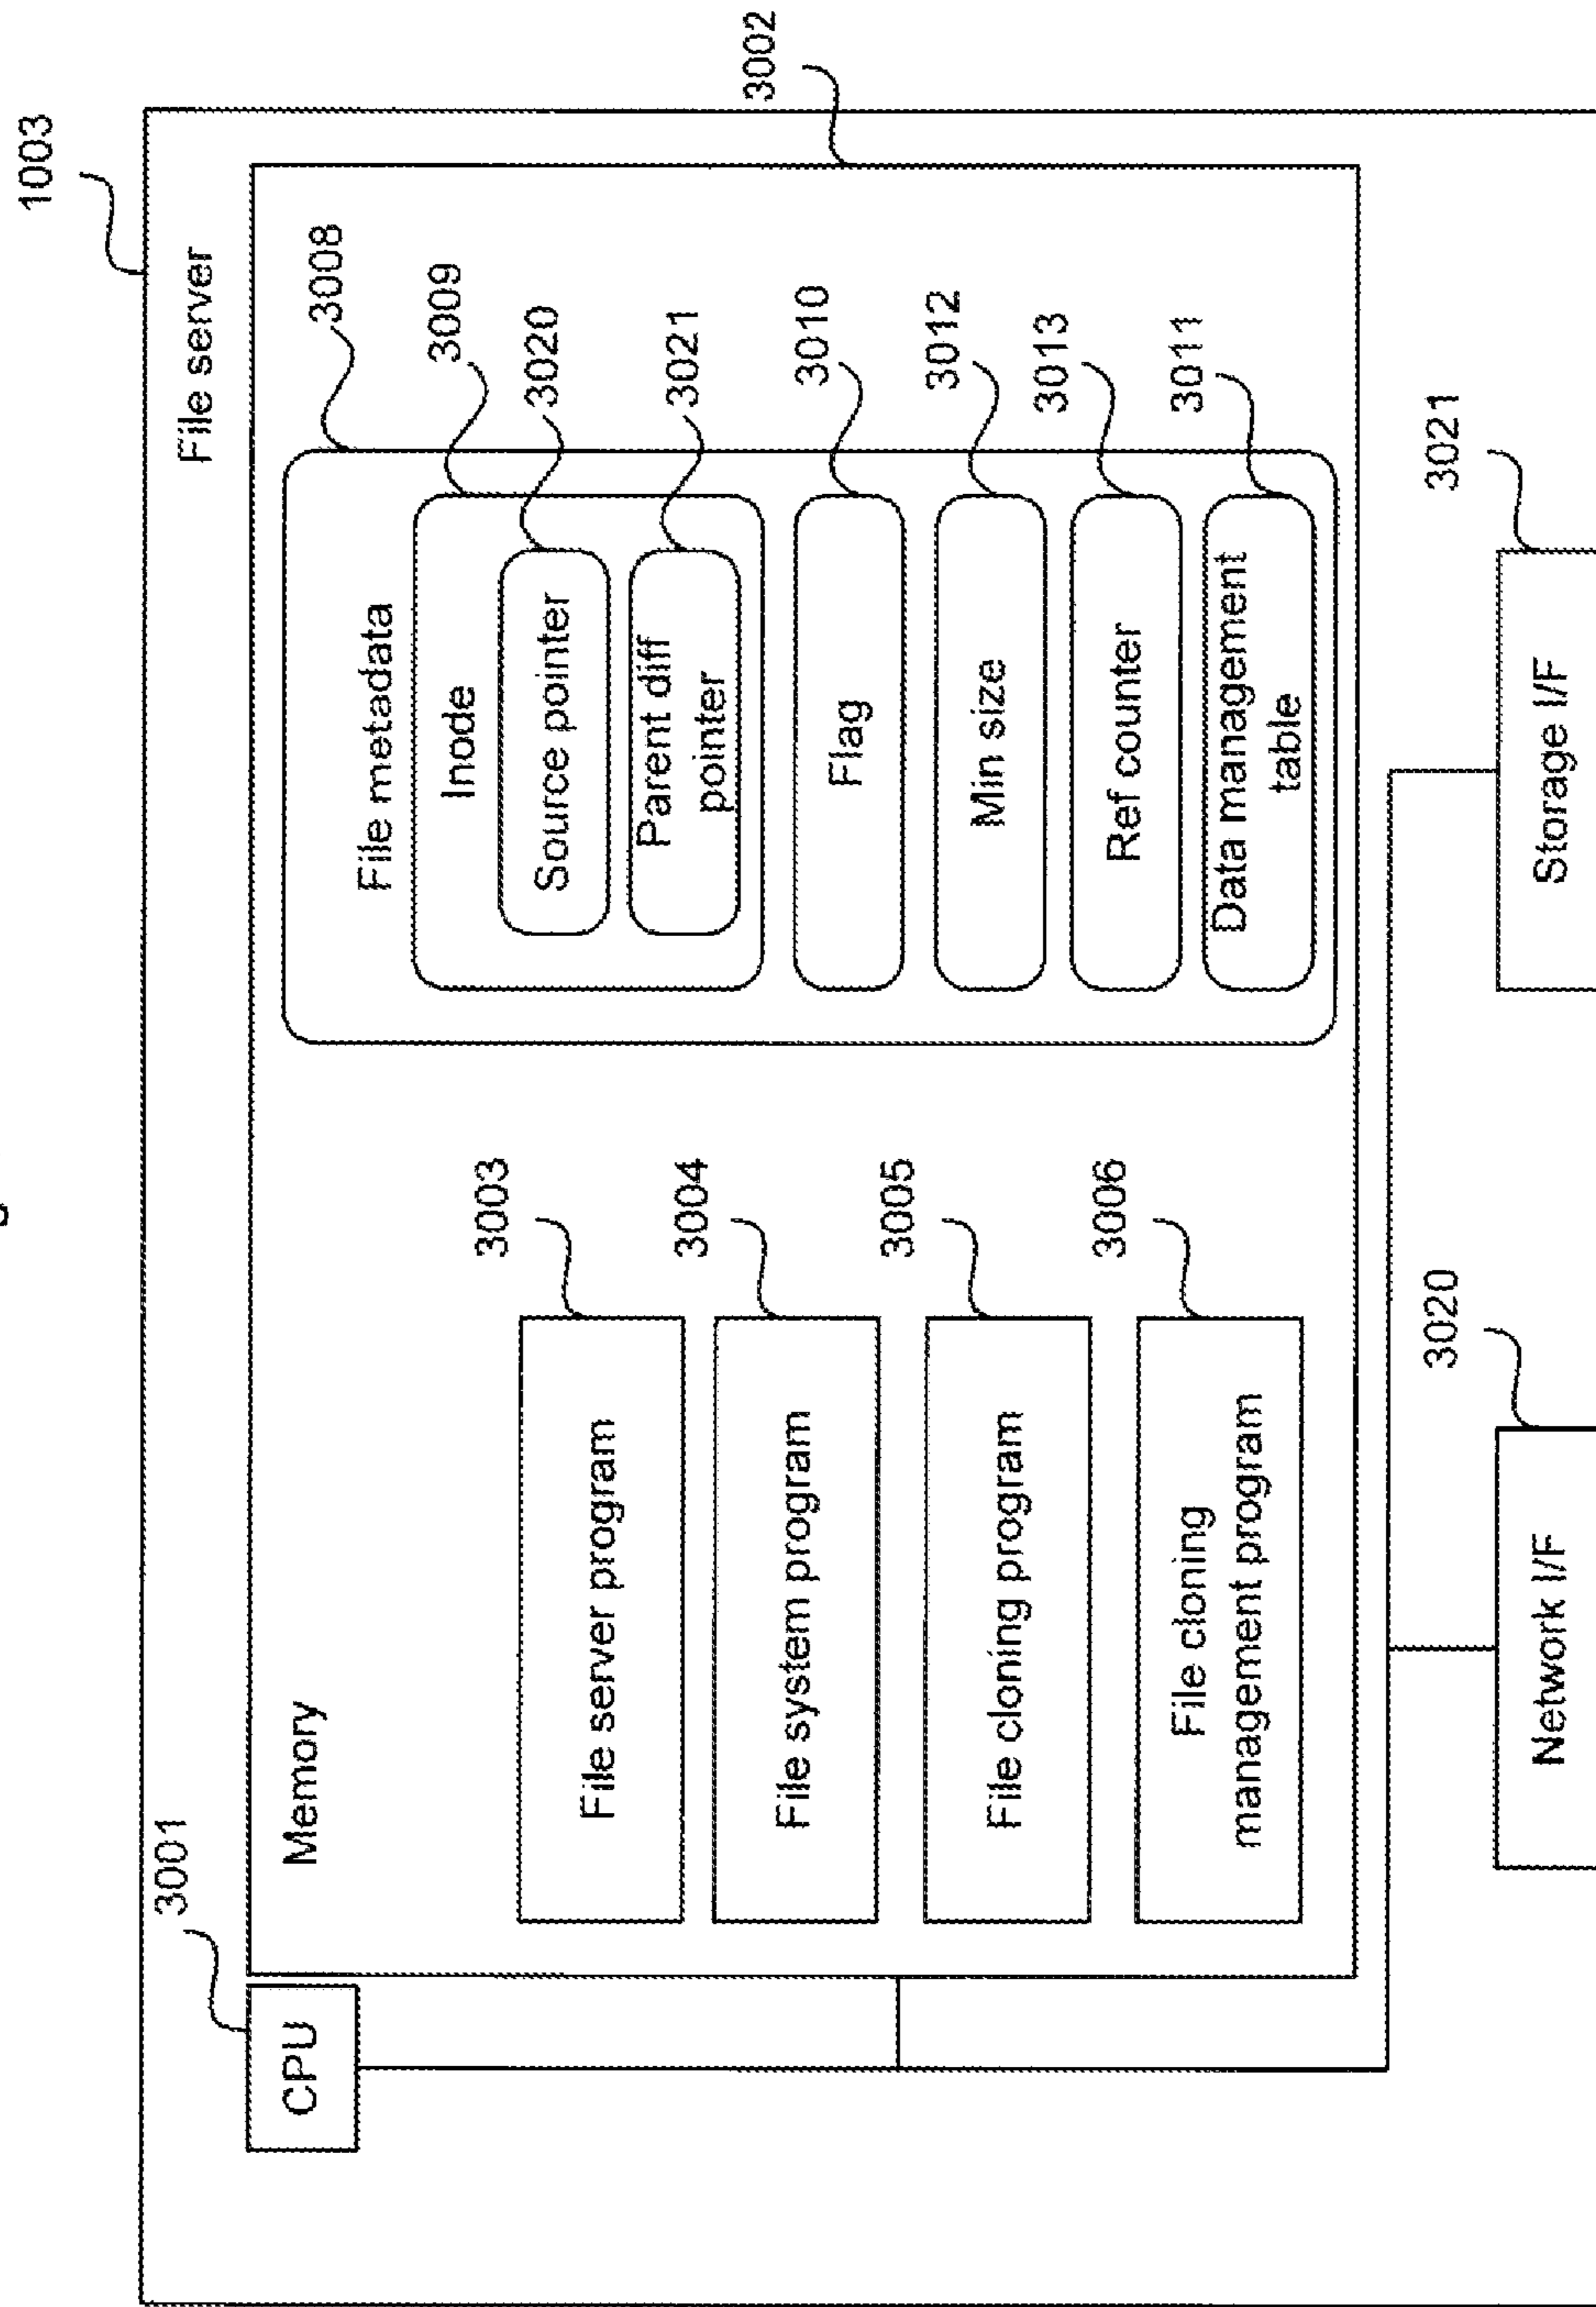 1003
3001
File server
CPU
Memory
3008
File metadata
3009
Inode
3003
3020
Source pointer
File server program
3021
Parent diff
pointer
3004
3002
File system program
3010
Flag
3005
3012
File cloning program
Min size
3013
Ref counter
3006
3011
File cloning
management program
Data management
table
3020
3021
Network I/F
Storage I/F